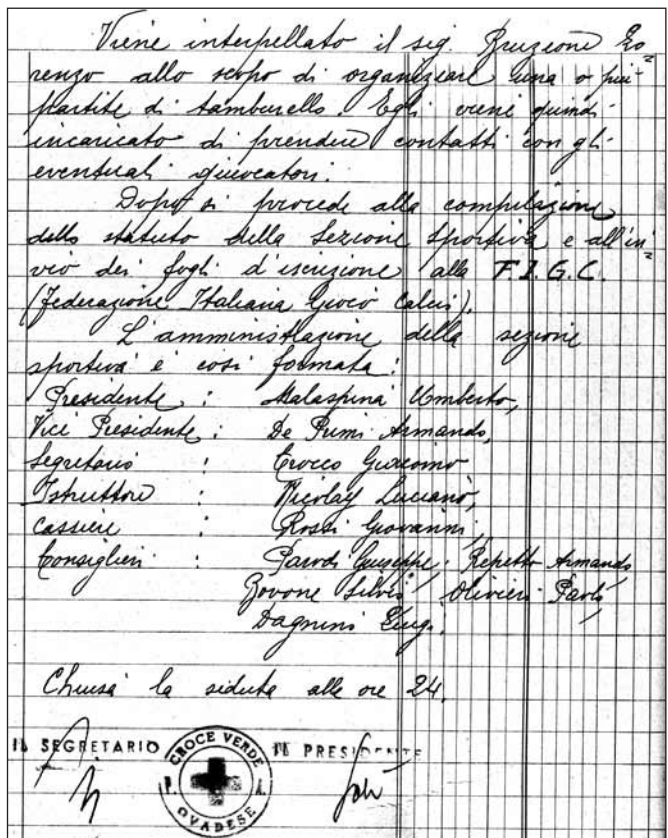 Viene interpellato il sig. Bruzzone Lo=
renzo allo scopo di organizzare una o più
partite di tamburello. Egli viene quindi
incaricato di prendere contatti con gli
eventuali giuocatori.
Dopo si procede alla compilazione
dello statuto della Sezione Sportiva e all'in=
vio dei fogli d'iscrizione alla F.I.G.C.
(Federazione Italiana Giuoco Calcio).
L'amministrazione della sezione
sportiva è così formata:
Presidente : Malaspina Umberto,
Vice Presidente : De Primi Armando,
Segretario : Crocco Giacomo
Istruttore : Nicolay Luciano,
Cassiere : Rossi Giovanni,
Consiglieri : Parodi Giuseppe, Repetto Armando,
Bovone Silvio, Olivieri Paolo,
Dagnino Luigi.
Chiusa la seduta alle ore 24.
IL SEGRETARIO
CROCE VERDE
P. A.
OVADESE
IL PRESIDENTE